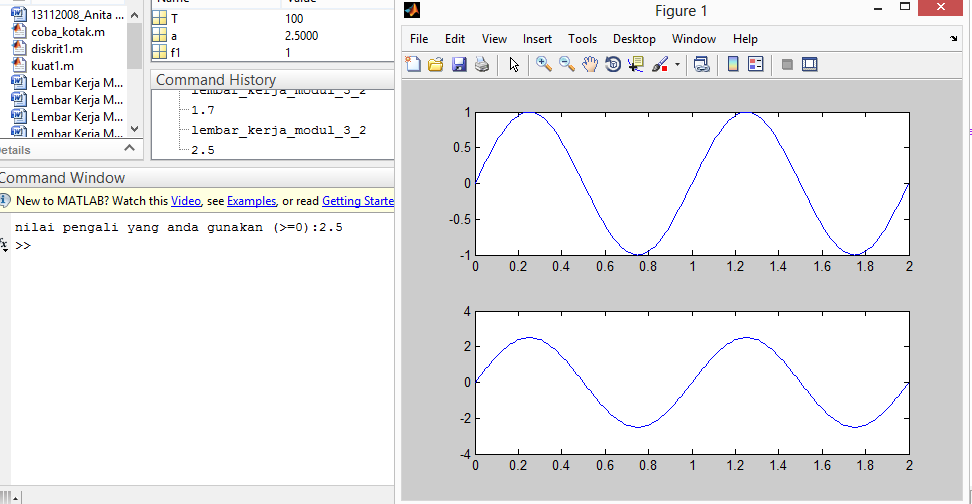 13112008_Anita ...
coba_kotak.m
diskrit1.m
kuat1.m
Lembar Kerja M...
Lembar Kerja M...
Lembar Kerja M...
Lembar Kerja M...
Details
Name Value
T 100
a 2.5000
f1 1
Command History
lembar_kerja_modul_3_2
1.7
lembar_kerja_modul_3_2
2.5
Command Window
New to MATLAB? Watch this Video, see Examples, or read Getting Starte
nilai pengali yang anda gunakan (>=0):2.5
>>
Figure 1
File Edit View Insert Tools Desktop Window Help
1
0.5
0
-0.5
-1
0 0.2 0.4 0.6 0.8 1 1.2 1.4 1.6 1.8 2
4
2
0
-2
-4
0 0.2 0.4 0.6 0.8 1 1.2 1.4 1.6 1.8 2